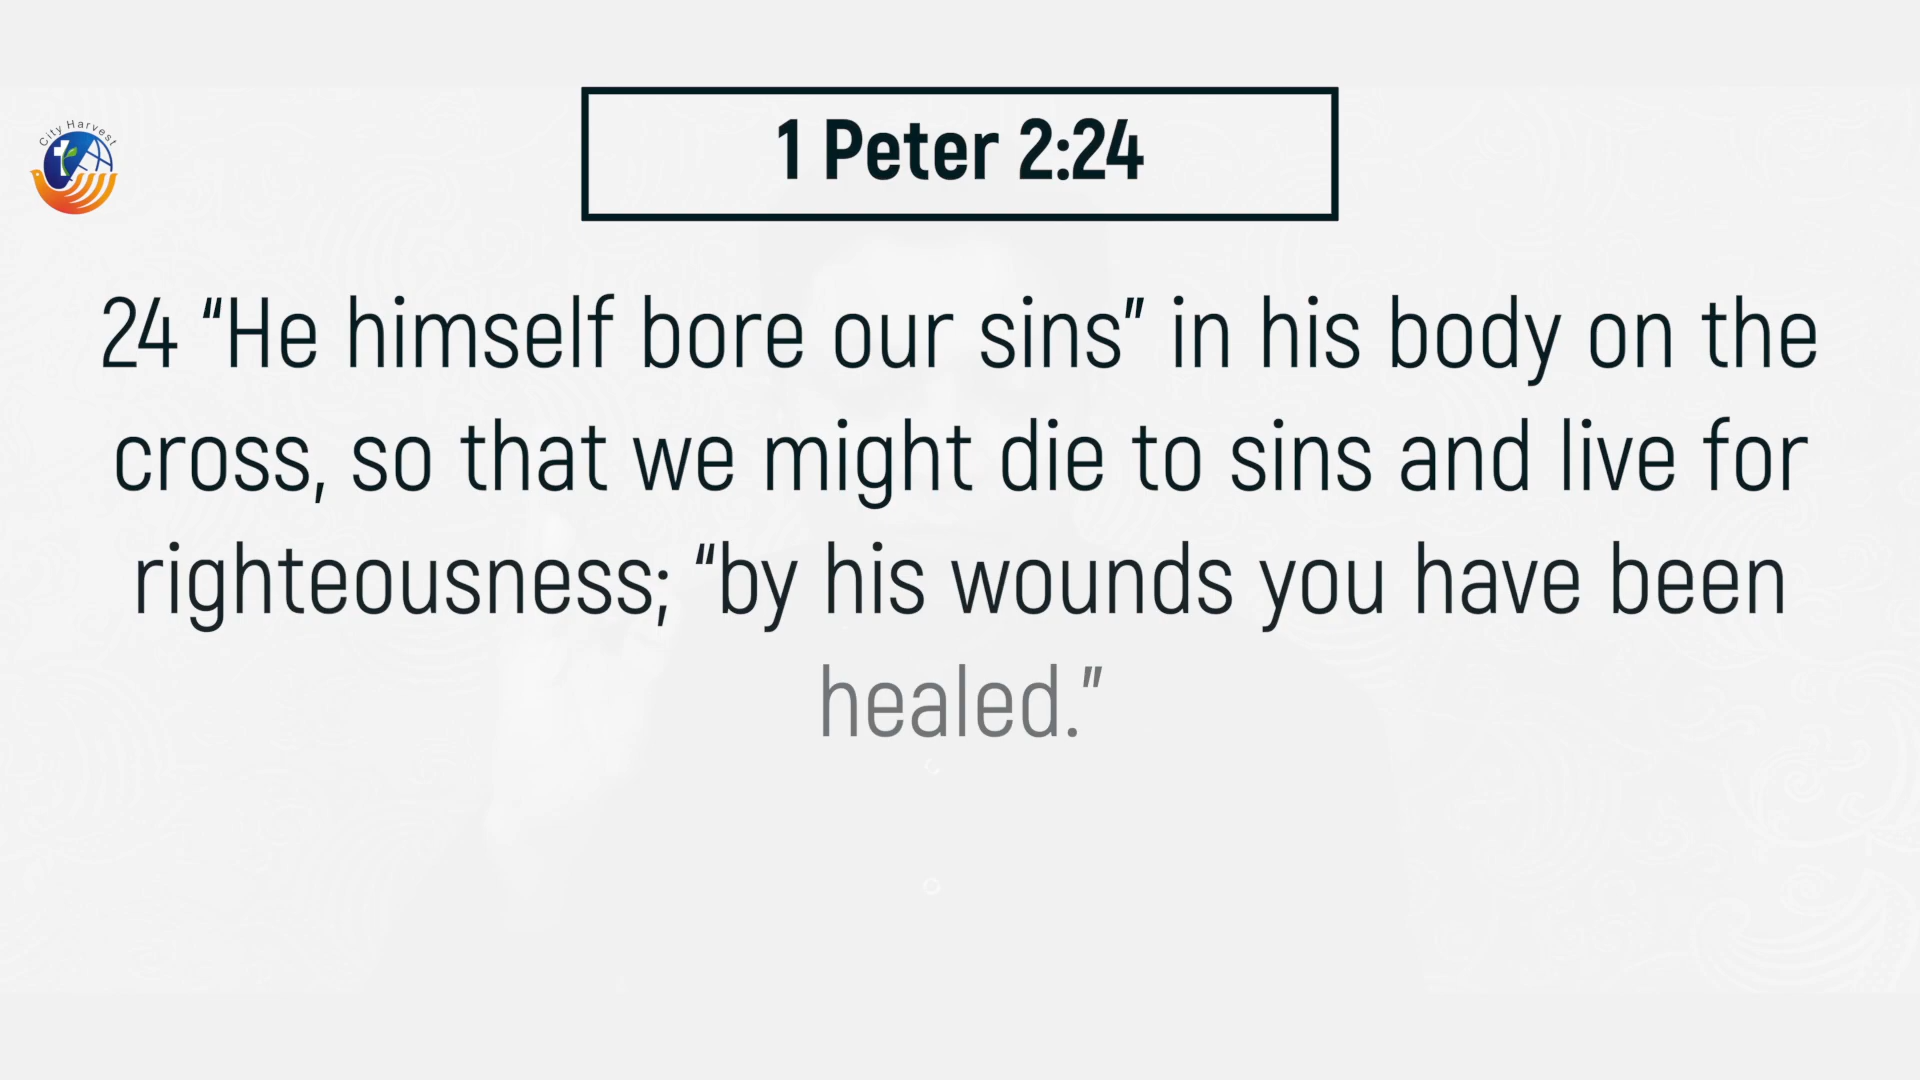 City Harvest
1 Peter 2:24
24 “He himself bore our sins” in his body on the
cross, so that we might die to sins and live for
righteousness; “by his wounds you have been
healed.”